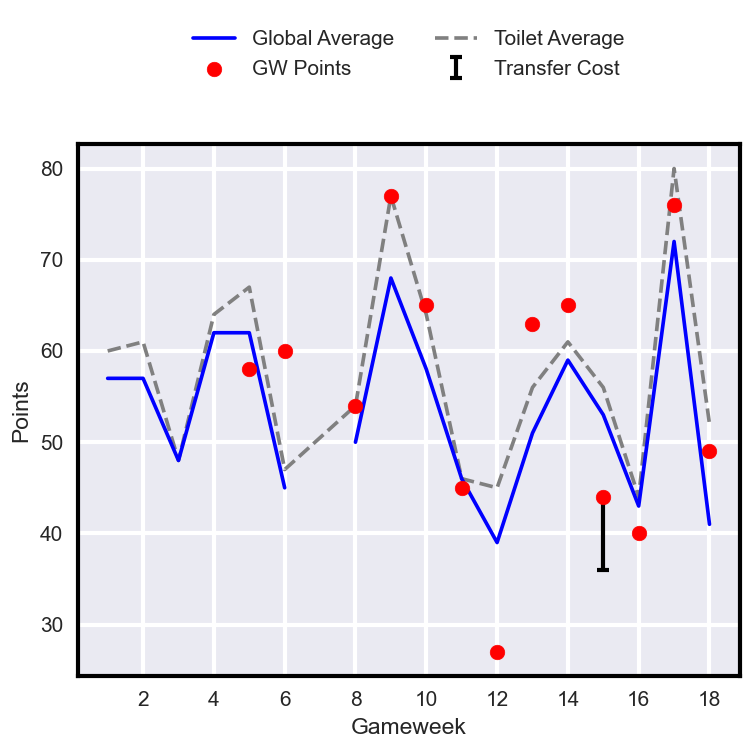 Global Average
Toilet Average
GW Points
Transfer Cost
80
70
60
50
40
30
Points
2 4 6 8 10 12 14 16 18
Gameweek